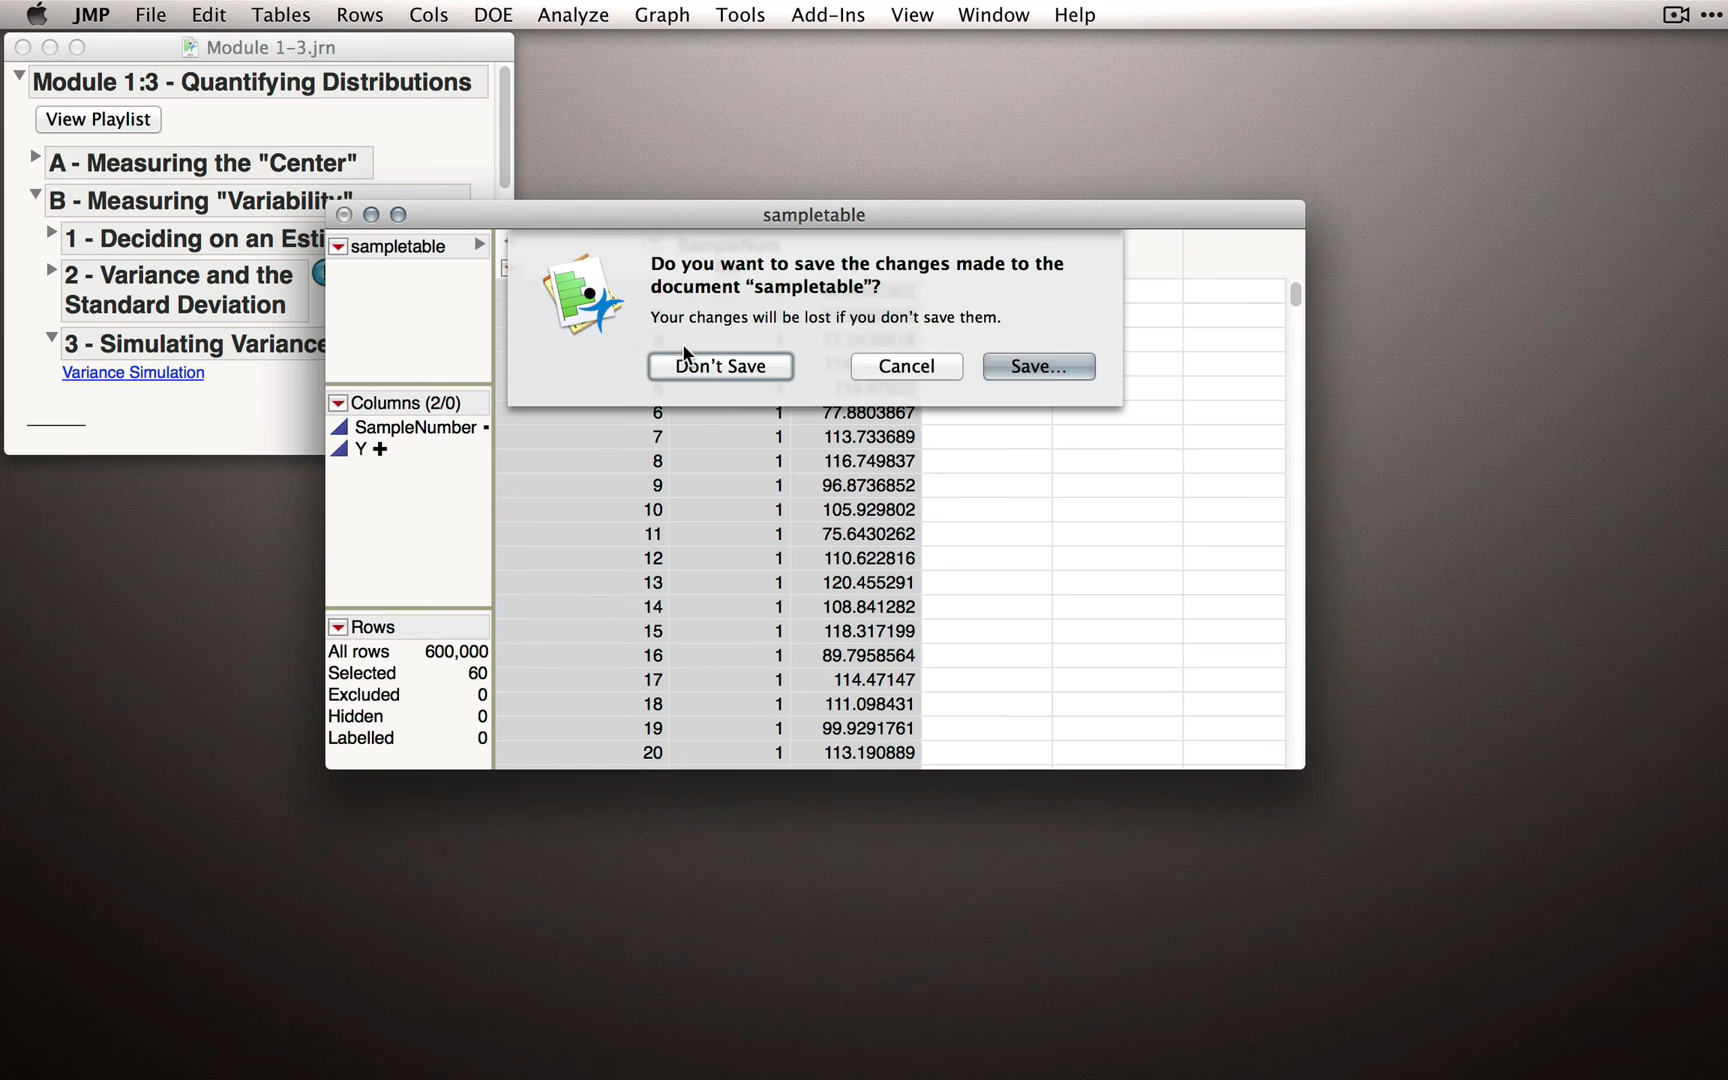 JMP File Edit Tables Rows Cols DOE Analyze Graph Tools Add-Ins View Window Help
Module 1-3.jrn
Module 1:3 - Quantifying Distributions
View Playlist
A - Measuring the "Center"
B - Measuring "Variability"
1 - Deciding on an Esti
2 - Variance and the
Standard Deviation
3 - Simulating Variance
Variance Simulation
sampletable
sampletable
Columns (2/0)
SampleNumber
Y
Rows
All rows 600,000
Selected 60
Excluded 0
Hidden 0
Labelled 0
Do you want to save the changes made to the
document “sampletable”?
Your changes will be lost if you don’t save them.
Don’t Save Cancel Save...
6 1 77.8803867
7 1 113.733689
8 1 116.749837
9 1 96.8736852
10 1 105.929802
11 1 75.6430262
12 1 110.622816
13 1 120.455291
14 1 108.841282
15 1 118.317199
16 1 89.7958564
17 1 114.47147
18 1 111.098431
19 1 99.9291761
20 1 113.190889